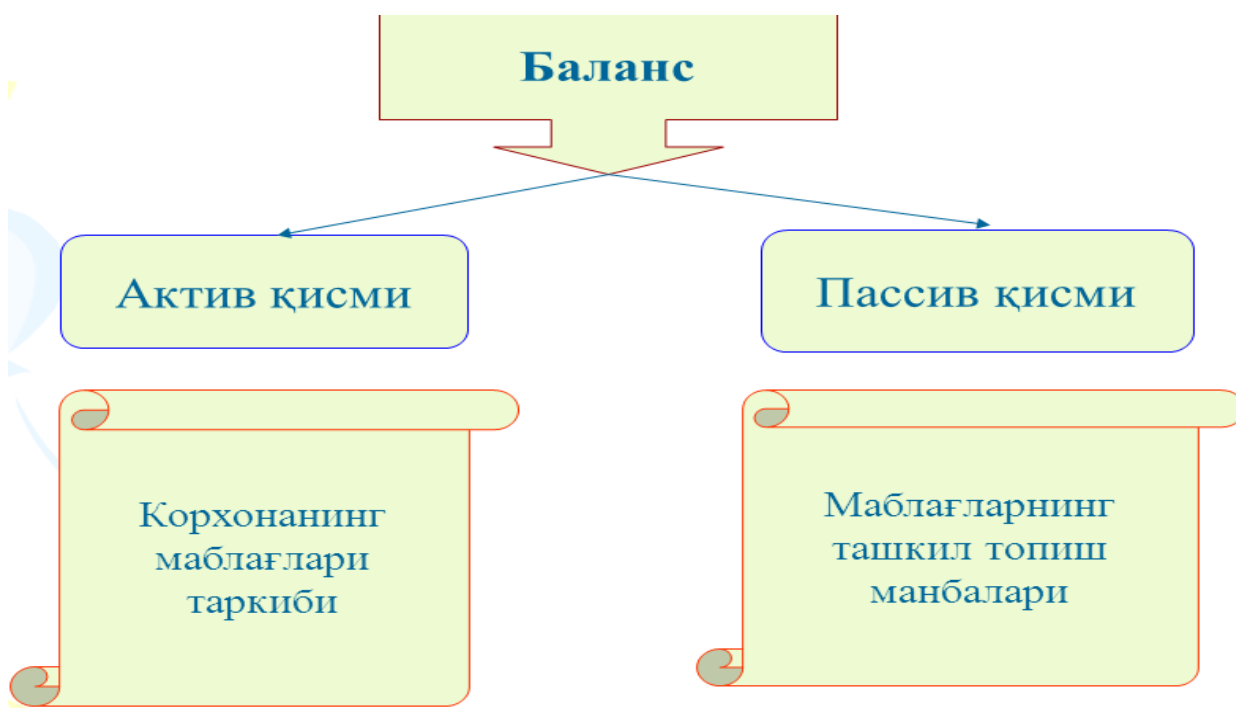 Баланс
Актив қисми
Пассив қисми
Корхонанинг
маблағлари
таркиби
Маблағларнинг
ташкил топиш
манбалари